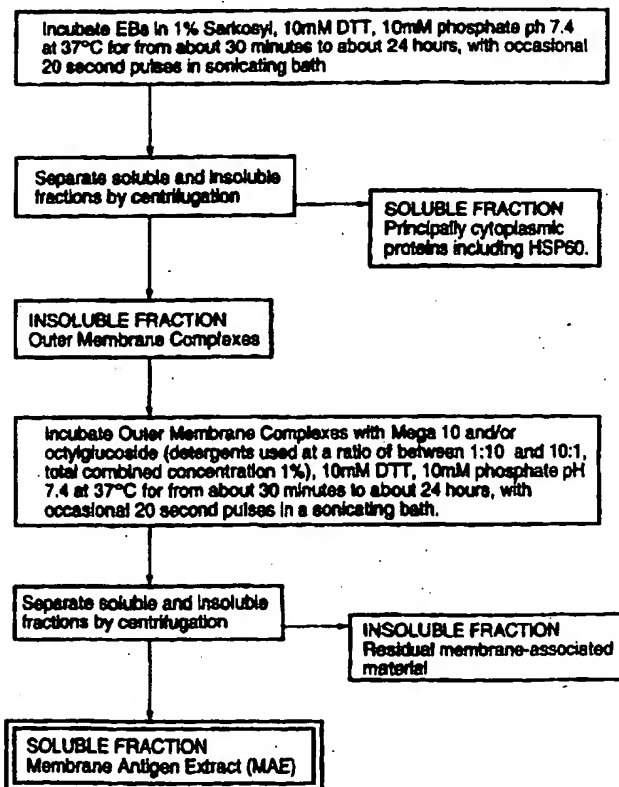 Incubate EBs in 1% Sarkosyl, 10mM DTT, 10mM phosphate ph 7.4
at 37°C for from about 30 minutes to about 24 hours, with occasional
20 second pulses in sonicating bath
Separate soluble and insoluble
fractions by centrifugation
SOLUBLE FRACTION
Principally cytoplasmic
proteins including HSP60.
INSOLUBLE FRACTION
Outer Membrane Complexes
Incubate Outer Membrane Complexes with Mega 10 and/or
octylglucoside (detergents used at a ratio of between 1:10 and 10:1,
total combined concentration 1%), 10mM DTT, 10mM phosphate pH
7.4 at 37°C for from about 30 minutes to about 24 hours, with
occasional 20 second pulses in a sonicating bath.
Separate soluble and insoluble
fractions by centrifugation
INSOLUBLE FRACTION
Residual membrane-associated
material
SOLUBLE FRACTION
Membrane Antigen Extract (MAE)